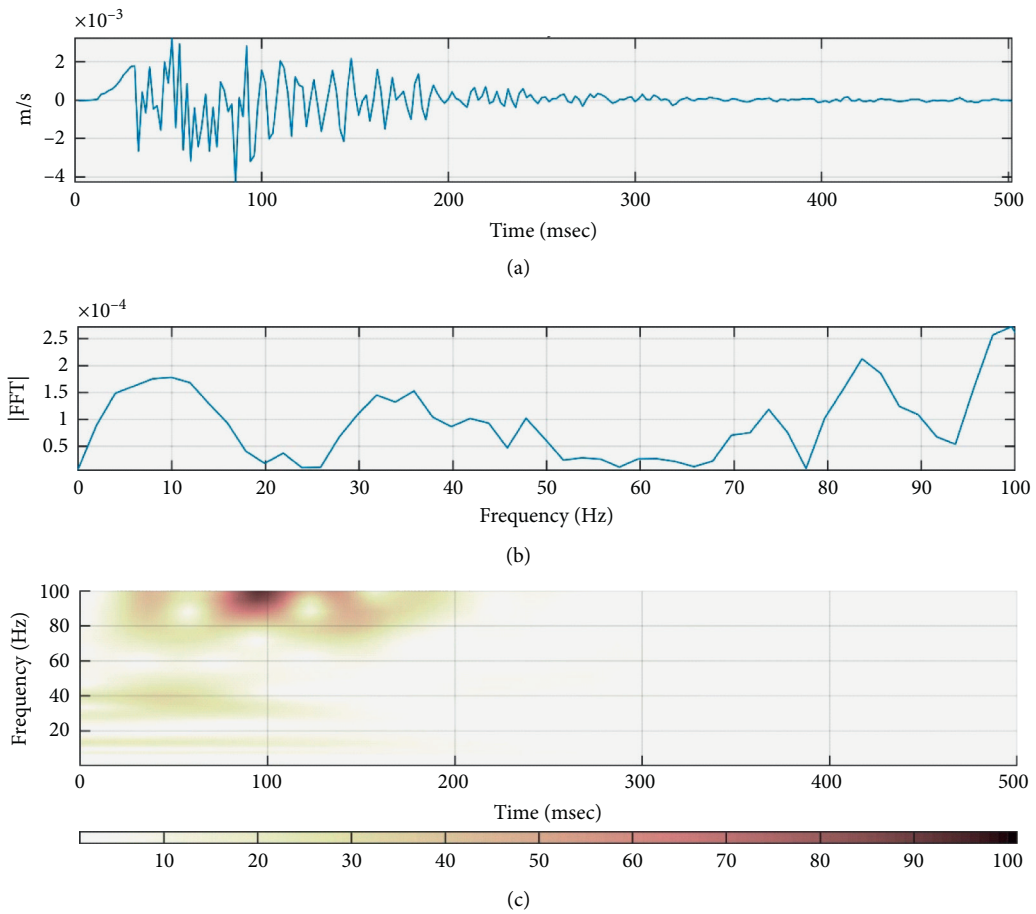 ×10⁻³
2
0
−2
−4
m/s
0 100 200 300 400 500
Time (msec)
(a)
×10⁻⁴
2.5
2
1.5
1
0.5
|FFT|
0 10 20 30 40 50 60 70 80 90 100
Frequency (Hz)
(b)
100
80
60
40
20
Frequency (Hz)
0 100 200 300 400 500
Time (msec)
10 20 30 40 50 60 70 80 90 100
(c)